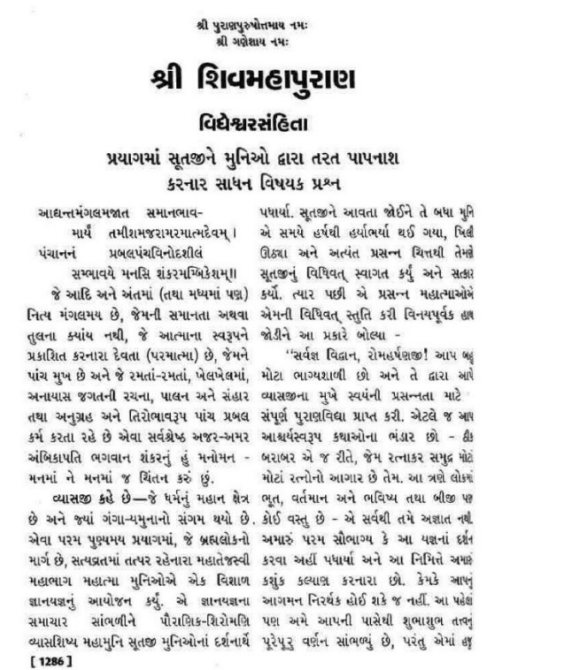 શ્રી પુરાણપુરુષોત્તમાય નમઃ
શ્રી ગણેશાય નમઃ
શ્રી શિવમહાપુરાણ
વિદ્યેશ્વરસંહિતા
પ્રયાગમાં સૂતજીને મુનિઓ દ્વારા તરત પાપનાશ
કરનાર સાધન વિષયક પ્રશ્ન
આદ્યન્તમંગલમજાત સમાનભાવ-
માર્યં તમીશમજરામરમાત્મદેવમ્।
પંચાનનં પ્રબલપંચવિનોદશીલં
સમ્ભાવયે મનસિ શંકરમમ્બિકેશમ્॥
જે આદિ અને અંતમાં (તથા મધ્યમાં પણ)
નિત્ય મંગલમય છે, જેમની સમાનતા અથવા
તુલના ક્યાંય નથી, જે આત્માના સ્વરૂપને
પ્રકાશિત કરનારા દેવતા (પરમાત્મા) છે, જેમને
પાંચ મુખ છે અને જે રમતાં-રમતાં, ખેલખેલમાં,
અનાયાસ જગતની રચના, પાલન અને સંહાર
તથા અનુગ્રહ અને તિરોભાવરૂપ પાંચ પ્રબલ
કર્મ કરતા રહે છે એવા સર્વશ્રેષ્ઠ અજર-અમર
અંબિકાપતિ ભગવાન શંકરનું હું મનોમન -
મનમાં ને મનમાં જ ચિંતન કરું છું.
વ્યાસજી કહે છે—જે ધર્મનું મહાન ક્ષેત્ર
છે અને જ્યાં ગંગા-યમુનાનો સંગમ થયો છે.
એવા પરમ પુણ્યમય પ્રયાગમાં, જે બ્રહ્મલોકનો
માર્ગ છે, સત્યવ્રતમાં તત્પર રહેનારા મહાતેજસ્વી
મહાભાગ મહાત્મા મુનિઓએ એક વિશાળ
જ્ઞાનયજ્ઞનું આયોજન કર્યું. એ જ્ઞાનયજ્ઞના
સમાચાર સાંભળીને પૌરાણિક-શિરોમણિ
વ્યાસશિષ્ય મહામુનિ સૂતજી મુનિઓનાં દર્શનાર્થે
પધાર્યા. સૂતજીને આવતા જોઈને તે બધા મુનિ
એ સમયે હર્ષથી હર્યાભર્યા થઈ ગયા, ખિલી
ઊઠ્યા અને અત્યંત પ્રસન્ન ચિત્તથી તેમણે
સૂતજીનું વિધિવત્ સ્વાગત કર્યું અને સત્કાર
કર્યો. ત્યાર પછી એ પ્રસન્ન મહાત્માઓએ
એમની વિધિવત્ સ્તુતિ કરી વિનયપૂર્વક હાથ
જોડીને આ પ્રકારે બોલ્યા -
"સર્વજ્ઞ વિદ્વાન, રોમહર્ષણજી! આપ બહુ
મોટા ભાગ્યશાળી છો અને તે દ્વારા આપે
વ્યાસજીના મુખે સ્વયંની પ્રસન્નતા માટે
સંપૂર્ણ પુરાણવિદ્યા પ્રાપ્ત કરી. એટલે જ આપ
આશ્ચર્યસ્વરૂપ કથાઓના ભંડાર છો -
બરાબર એ જ રીતે, જેમ રત્નાકર સમુદ્ર મોટાં
મોટાં રત્નોનો આગાર છે તેમ. આ ત્રણે લોકમાં
ભૂત, વર્તમાન અને ભવિષ્ય તથા બીજી પણ
કોઈ વસ્તુ છે - એ સર્વથી તમે અજ્ઞાત નથી.
અમારું પરમ સૌભાગ્ય કે આ યજ્ઞનાં દર્શન
કરવા અહીં પધાર્યા અને આ નિમિત્તે અમારું
કશુંક કલ્યાણ કરનારા છો. કેમકે આપનું
આગમન નિરર્થક હોઈ શકે જ નહીં. આ પહેલાં
પણ અમે આપની પાસેથી શુભાશુભ તત્ત્વનું
પૂરેપૂરું વર્ણન સાંભળ્યું છે, પરંતુ એમાં હજુ
[ 1286 ]